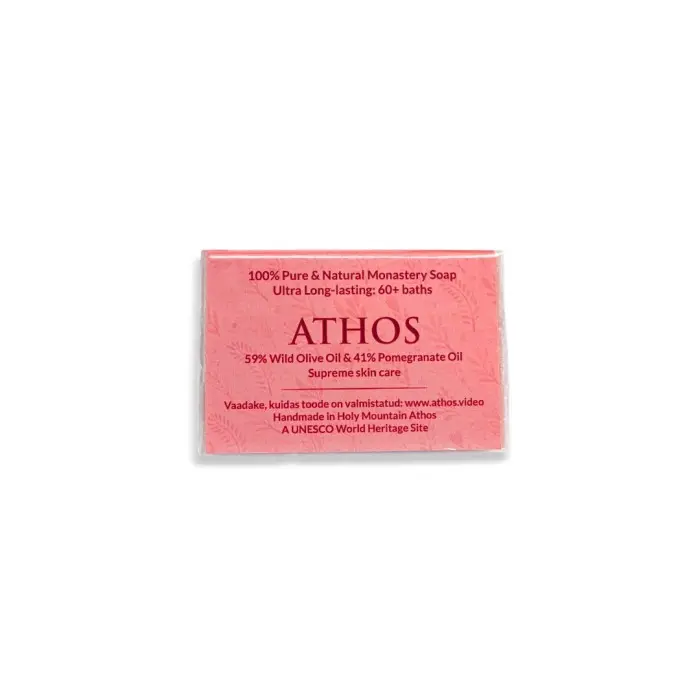 100% Pure & Natural Monastery Soap
Ultra Long-lasting: 60+ baths
ATHOS
59% Wild Olive Oil & 41% Pomegranate Oil
Supreme skin care
Vaadake, kuidas toode on valmistatud: www.athos.video
Handmade in Holy Mountain Athos
A UNESCO World Heritage Site